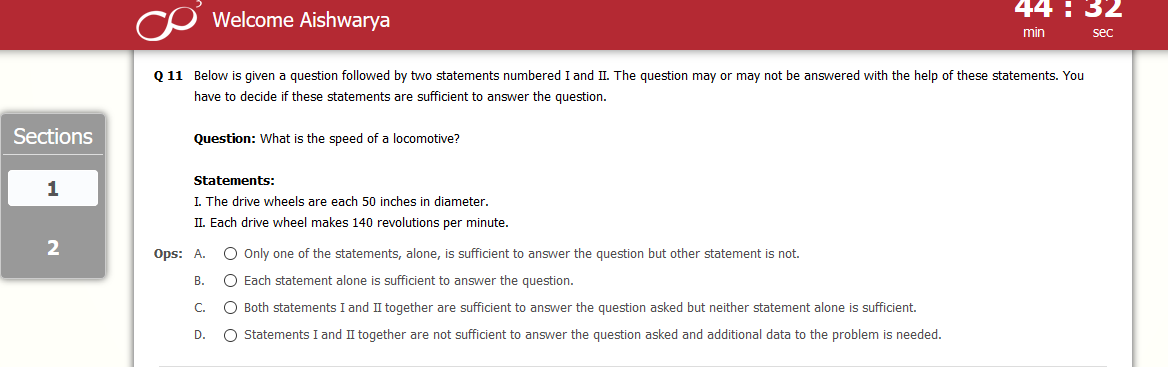 Welcome Aishwarya
44 : 32
min sec
Q 11 Below is given a question followed by two statements numbered I and II. The question may or may not be answered with the help of these statements. You
have to decide if these statements are sufficient to answer the question.
Sections
Question: What is the speed of a locomotive?
Statements:
1
I. The drive wheels are each 50 inches in diameter.
II. Each drive wheel makes 140 revolutions per minute.
2
Ops: A. Only one of the statements, alone, is sufficient to answer the question but other statement is not.
B. Each statement alone is sufficient to answer the question.
C. Both statements I and II together are sufficient to answer the question asked but neither statement alone is sufficient.
D. Statements I and II together are not sufficient to answer the question asked and additional data to the problem is needed.